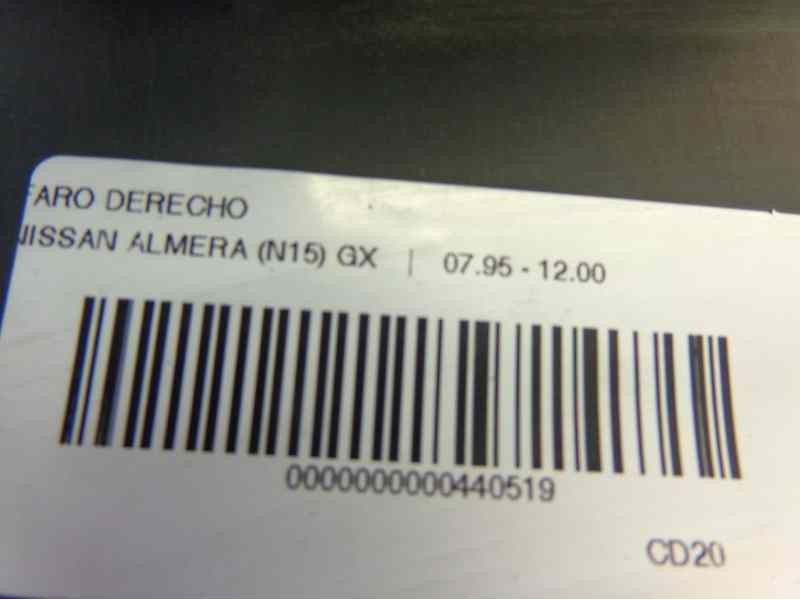 FARO DERECHO
NISSAN ALMERA (N15) GX | 07.95 - 12.00
0000000000440519
CD20